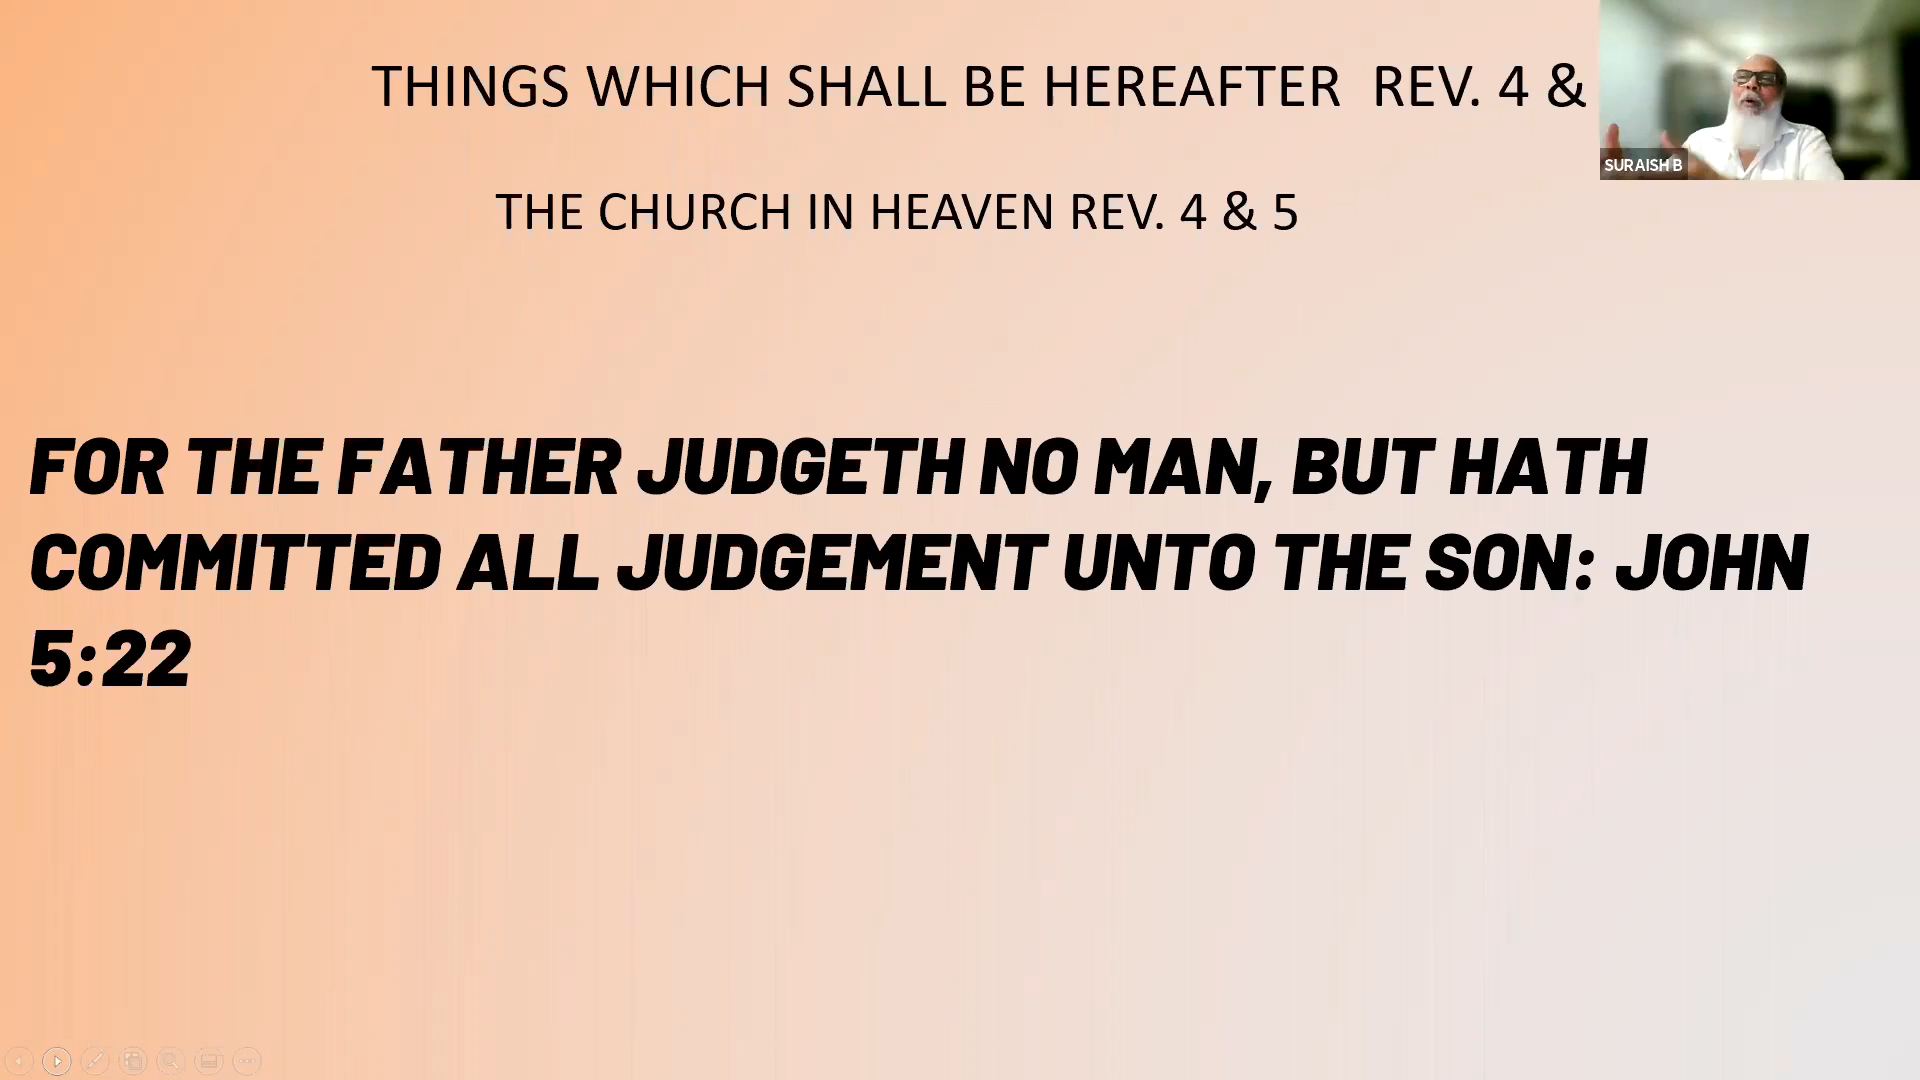 THINGS WHICH SHALL BE HEREAFTER REV. 4 &
THE CHURCH IN HEAVEN REV. 4 & 5
FOR THE FATHER JUDGETH NO MAN, BUT HATH
COMMITTED ALL JUDGEMENT UNTO THE SON: JOHN
5:22
SURAISH B